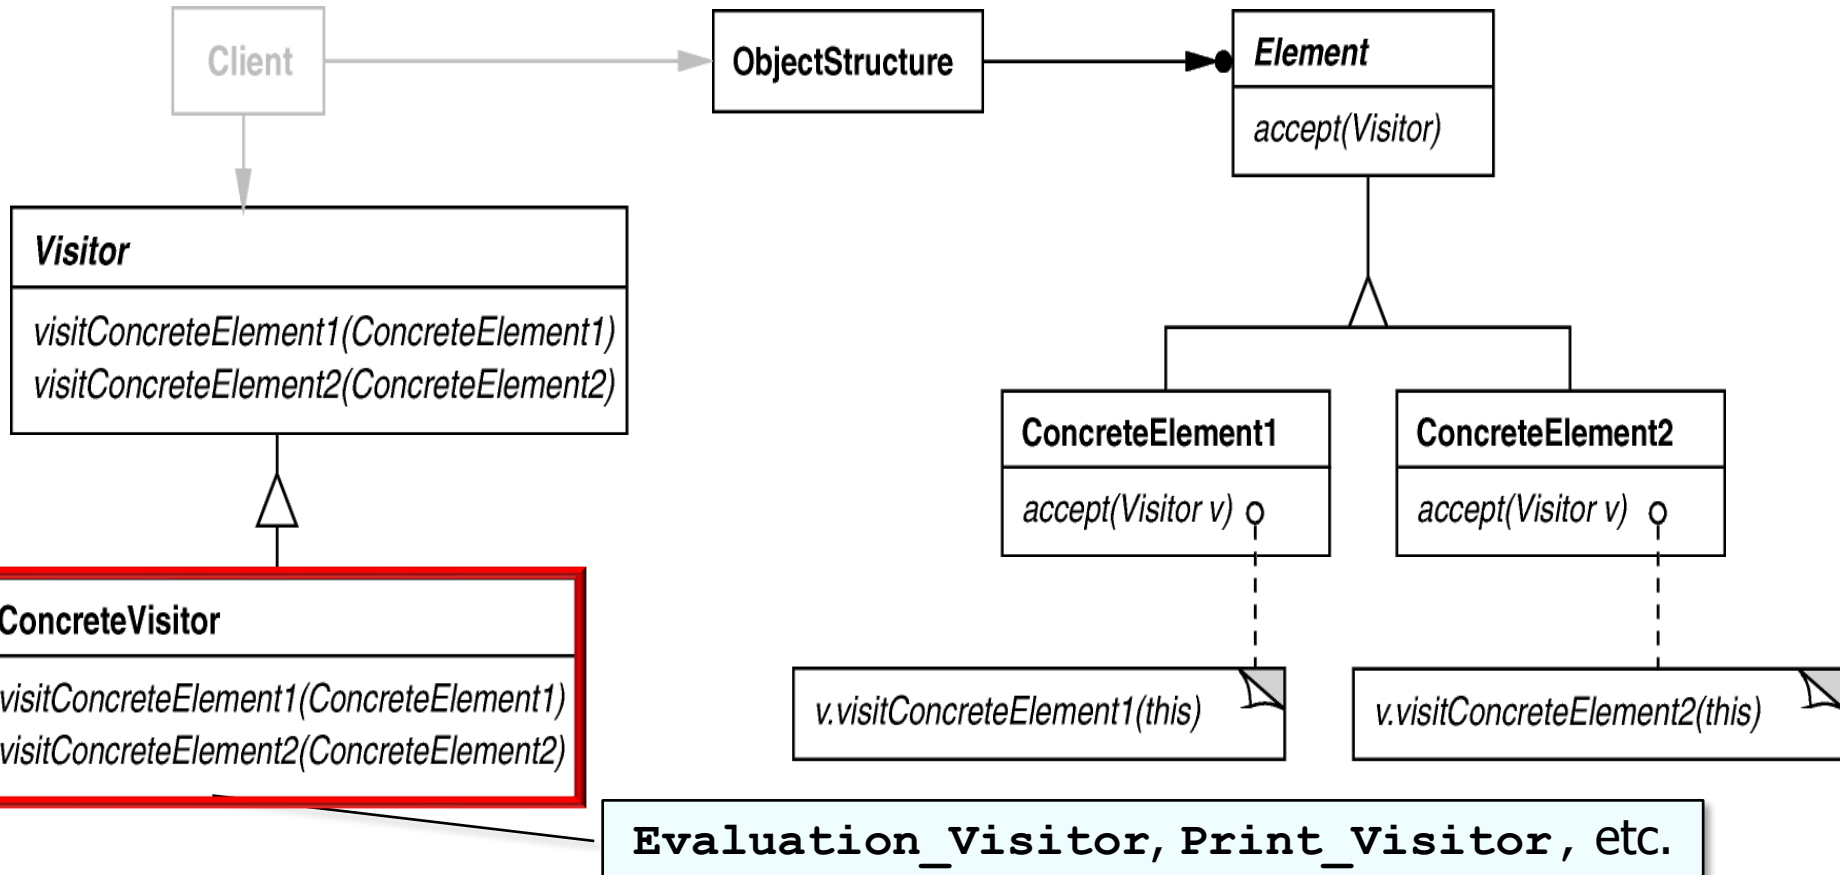 Client
ObjectStructure
Element
accept(Visitor)
Visitor
visitConcreteElement1(ConcreteElement1)
visitConcreteElement2(ConcreteElement2)
ConcreteElement1
accept(Visitor v)
ConcreteElement2
accept(Visitor v)
ConcreteVisitor
visitConcreteElement1(ConcreteElement1)
visitConcreteElement2(ConcreteElement2)
v.visitConcreteElement1(this)
v.visitConcreteElement2(this)
Evaluation_Visitor, Print_Visitor, etc.